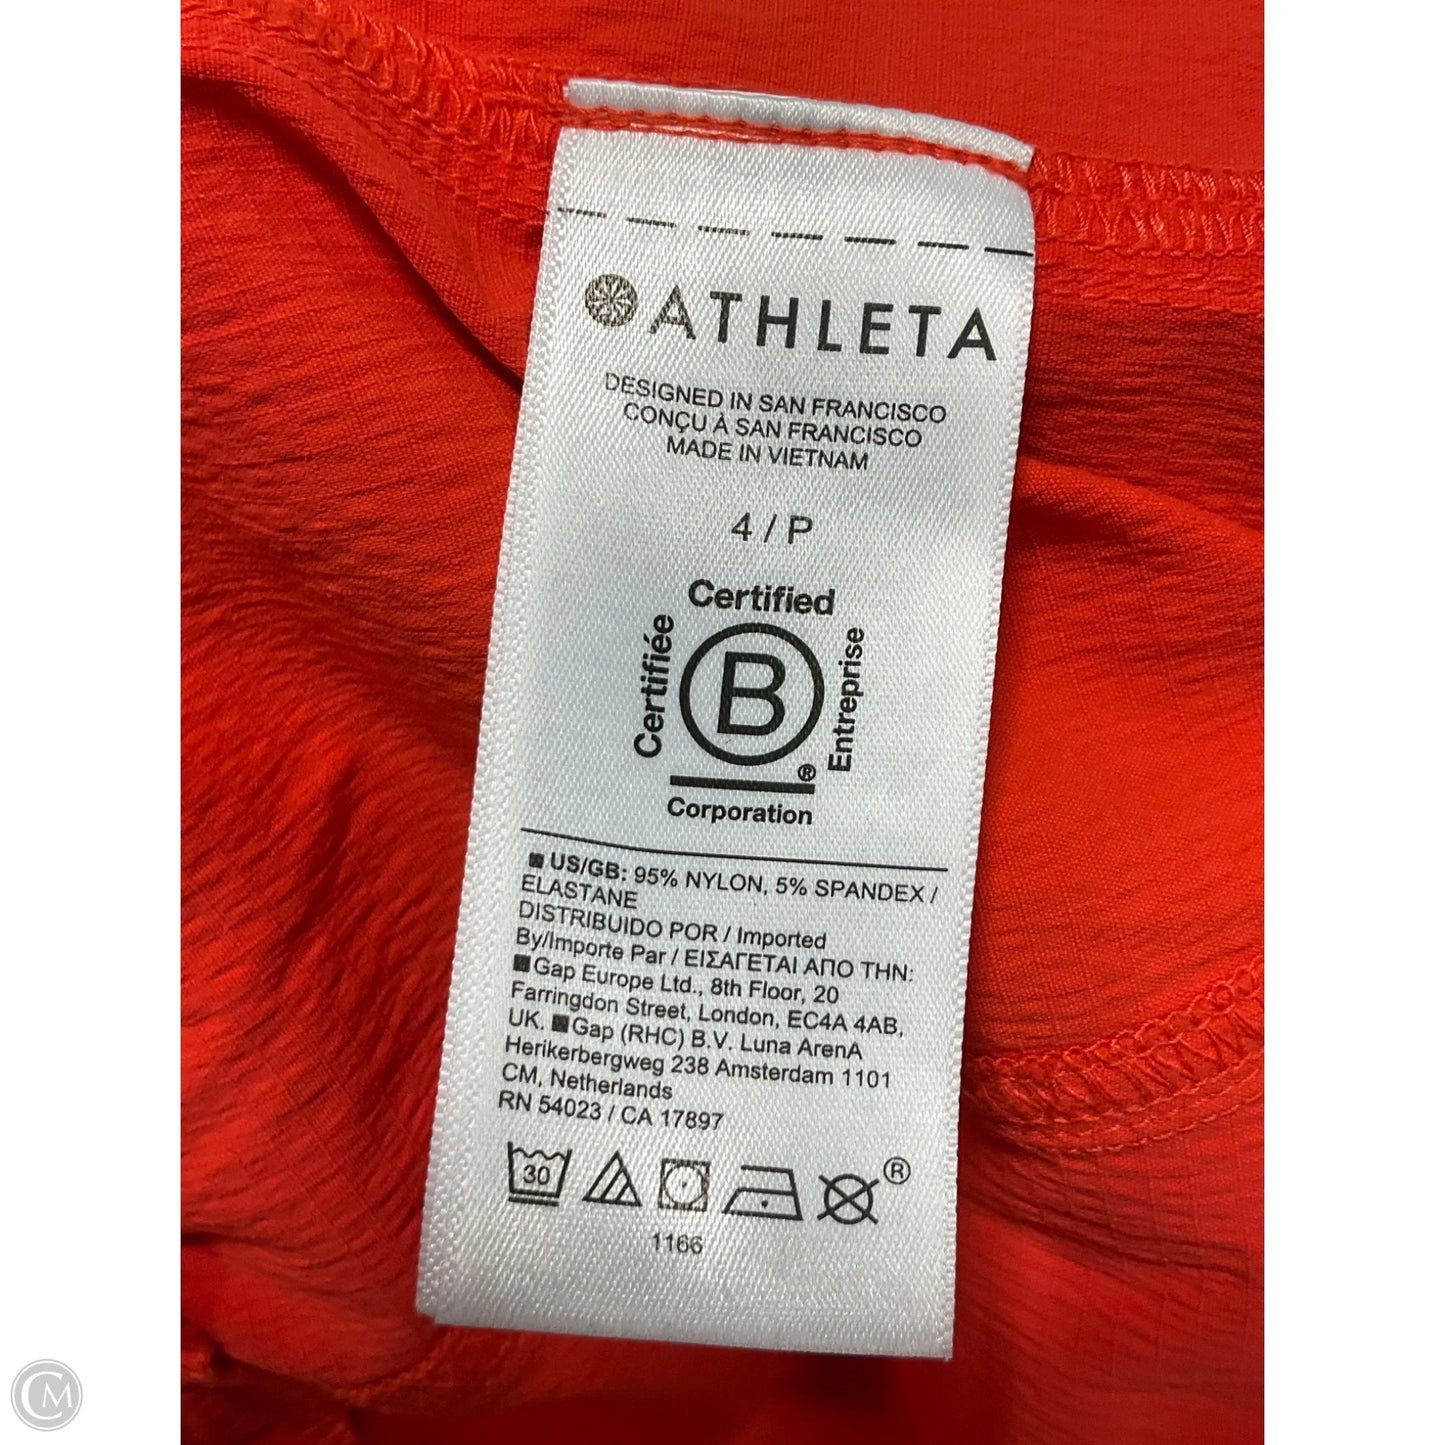 ATHLETA
DESIGNED IN SAN FRANCISCO
CONÇU À SAN FRANCISCO
MADE IN VIETNAM
4 / P
Certified
Certifiée
B
Entreprise
®
Corporation
US/GB: 95% NYLON, 5% SPANDEX /
ELASTANE
DISTRIBUIDO POR / Imported
By/Importe Par / ΕΙΣΑΓΕΤΑΙ ΑΠΟ ΤΗΝ:
Gap Europe Ltd., 8th Floor, 20
Farringdon Street, London, EC4A 4AB,
UK. Gap (RHC) B.V. Luna ArenA
Herikerbergweg 238 Amsterdam 1101
CM, Netherlands
RN 54023 / CA 17897
30
®
1166
CM